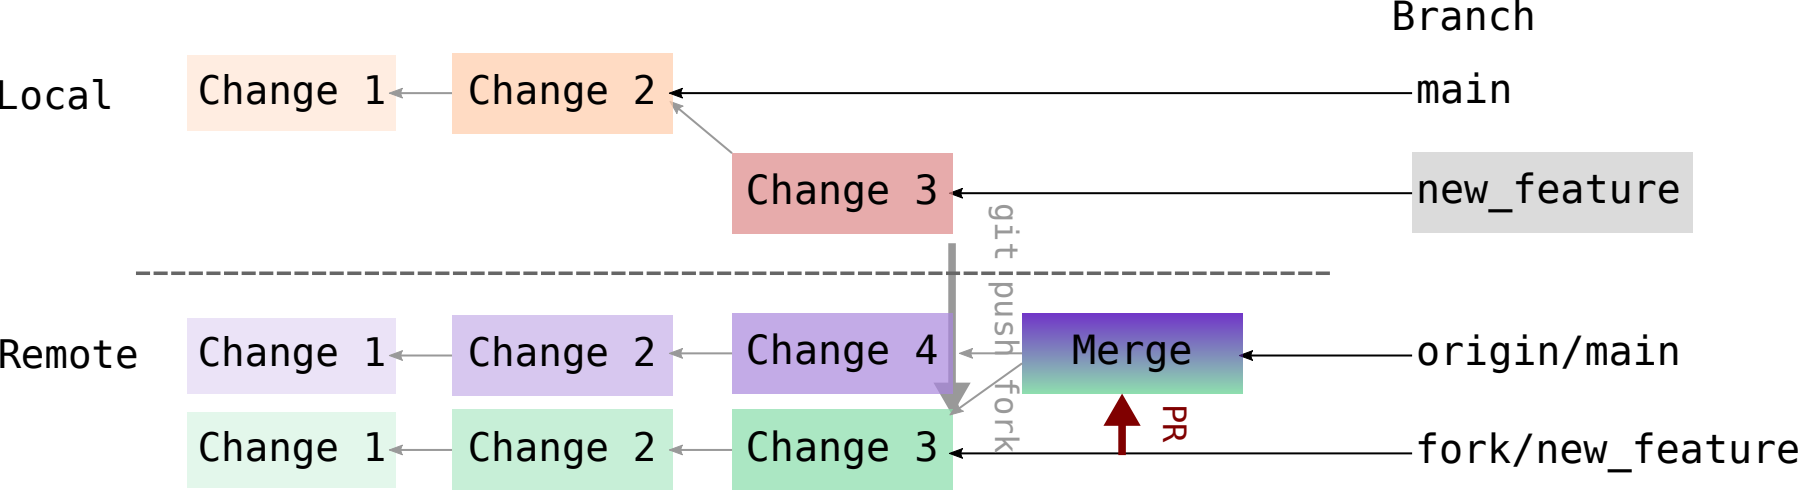 Branch
Local
Change 1
Change 2
main
Change 3
new_feature
git push fork
Remote
Change 1
Change 2
Change 4
Merge
origin/main
Change 1
Change 2
Change 3
PR
fork/new_feature